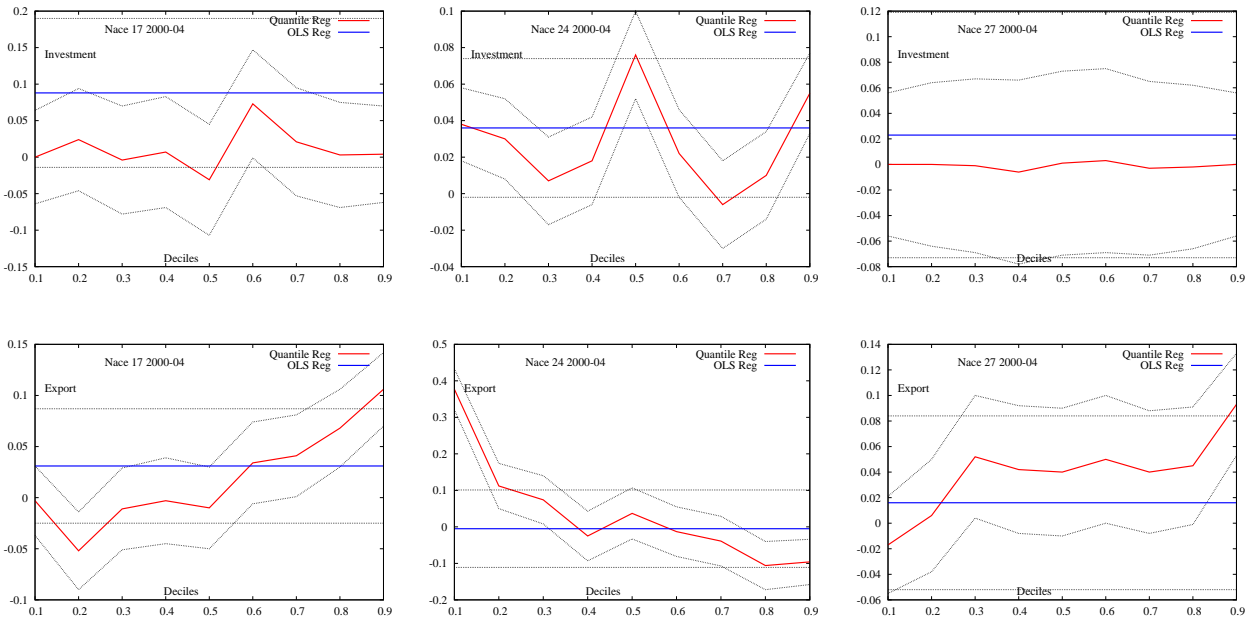 0.2
0.15
0.1
0.05
0
-0.05
-0.1
-0.15
0.1 0.2 0.3 0.4 0.5 0.6 0.7 0.8 0.9
Nace 17 2000-04
Quantile Reg
OLS Reg
Investment
Deciles
0.1
0.08
0.06
0.04
0.02
0
-0.02
-0.04
0.1 0.2 0.3 0.4 0.5 0.6 0.7 0.8 0.9
Nace 24 2000-04
Quantile Reg
OLS Reg
Investment
Deciles
0.12
0.1
0.08
0.06
0.04
0.02
0
-0.02
-0.04
-0.06
-0.08
0.1 0.2 0.3 0.4 0.5 0.6 0.7 0.8 0.9
Nace 27 2000-04
Quantile Reg
OLS Reg
Investment
Deciles
0.15
0.1
0.05
0
-0.05
-0.1
0.1 0.2 0.3 0.4 0.5 0.6 0.7 0.8 0.9
Nace 17 2000-04
Quantile Reg
OLS Reg
Export
Deciles
0.5
0.4
0.3
0.2
0.1
0
-0.1
-0.2
0.1 0.2 0.3 0.4 0.5 0.6 0.7 0.8 0.9
Nace 24 2000-04
Quantile Reg
OLS Reg
Export
Deciles
0.14
0.12
0.1
0.08
0.06
0.04
0.02
0
-0.02
-0.04
-0.06
0.1 0.2 0.3 0.4 0.5 0.6 0.7 0.8 0.9
Nace 27 2000-04
Quantile Reg
OLS Reg
Export
Deciles